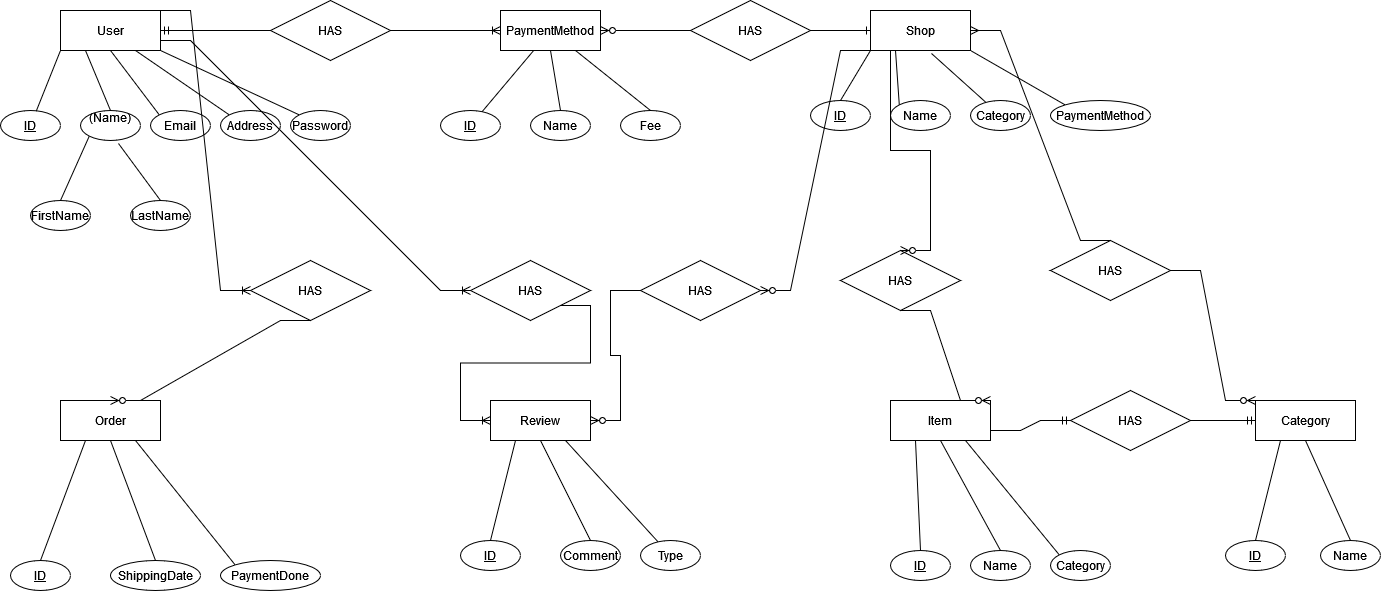 User
HAS
PaymentMethod
HAS
Shop
ID
(Name)
Email
Address
Password
ID
Name
Fee
ID
Name
Category
PaymentMethod
FirstName
LastName
HAS
HAS
HAS
HAS
HAS
Order
Review
Item
HAS
Category
ID
ShippingDate
PaymentDone
ID
Comment
Type
ID
Name
Category
ID
Name